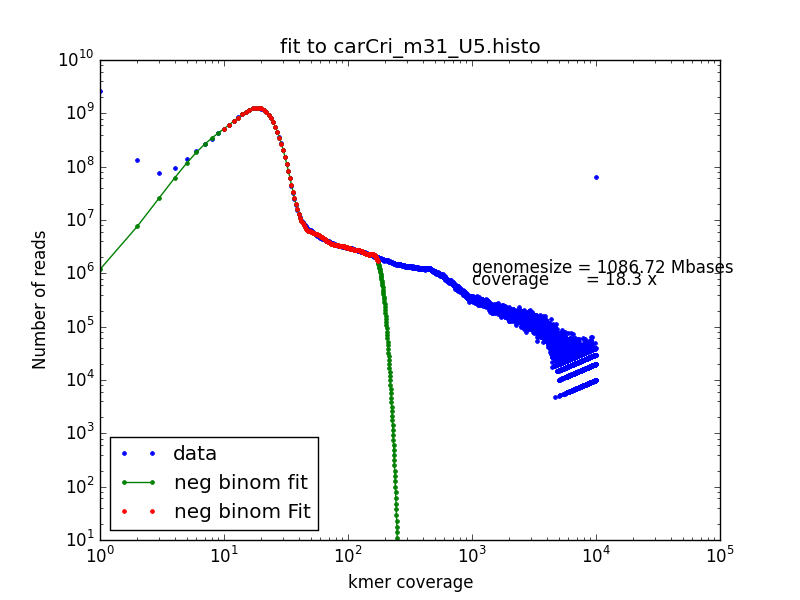 fit to carCri_m31_U5.histo
10^10
10^9
10^8
10^7
10^6
10^5
10^4
10^3
10^2
10^1
Number of reads
genomesize = 1086.72 Mbases
coverage = 18.3 x
data
neg binom fit
neg binom Fit
10^0 10^1 10^2 10^3 10^4 10^5
kmer coverage